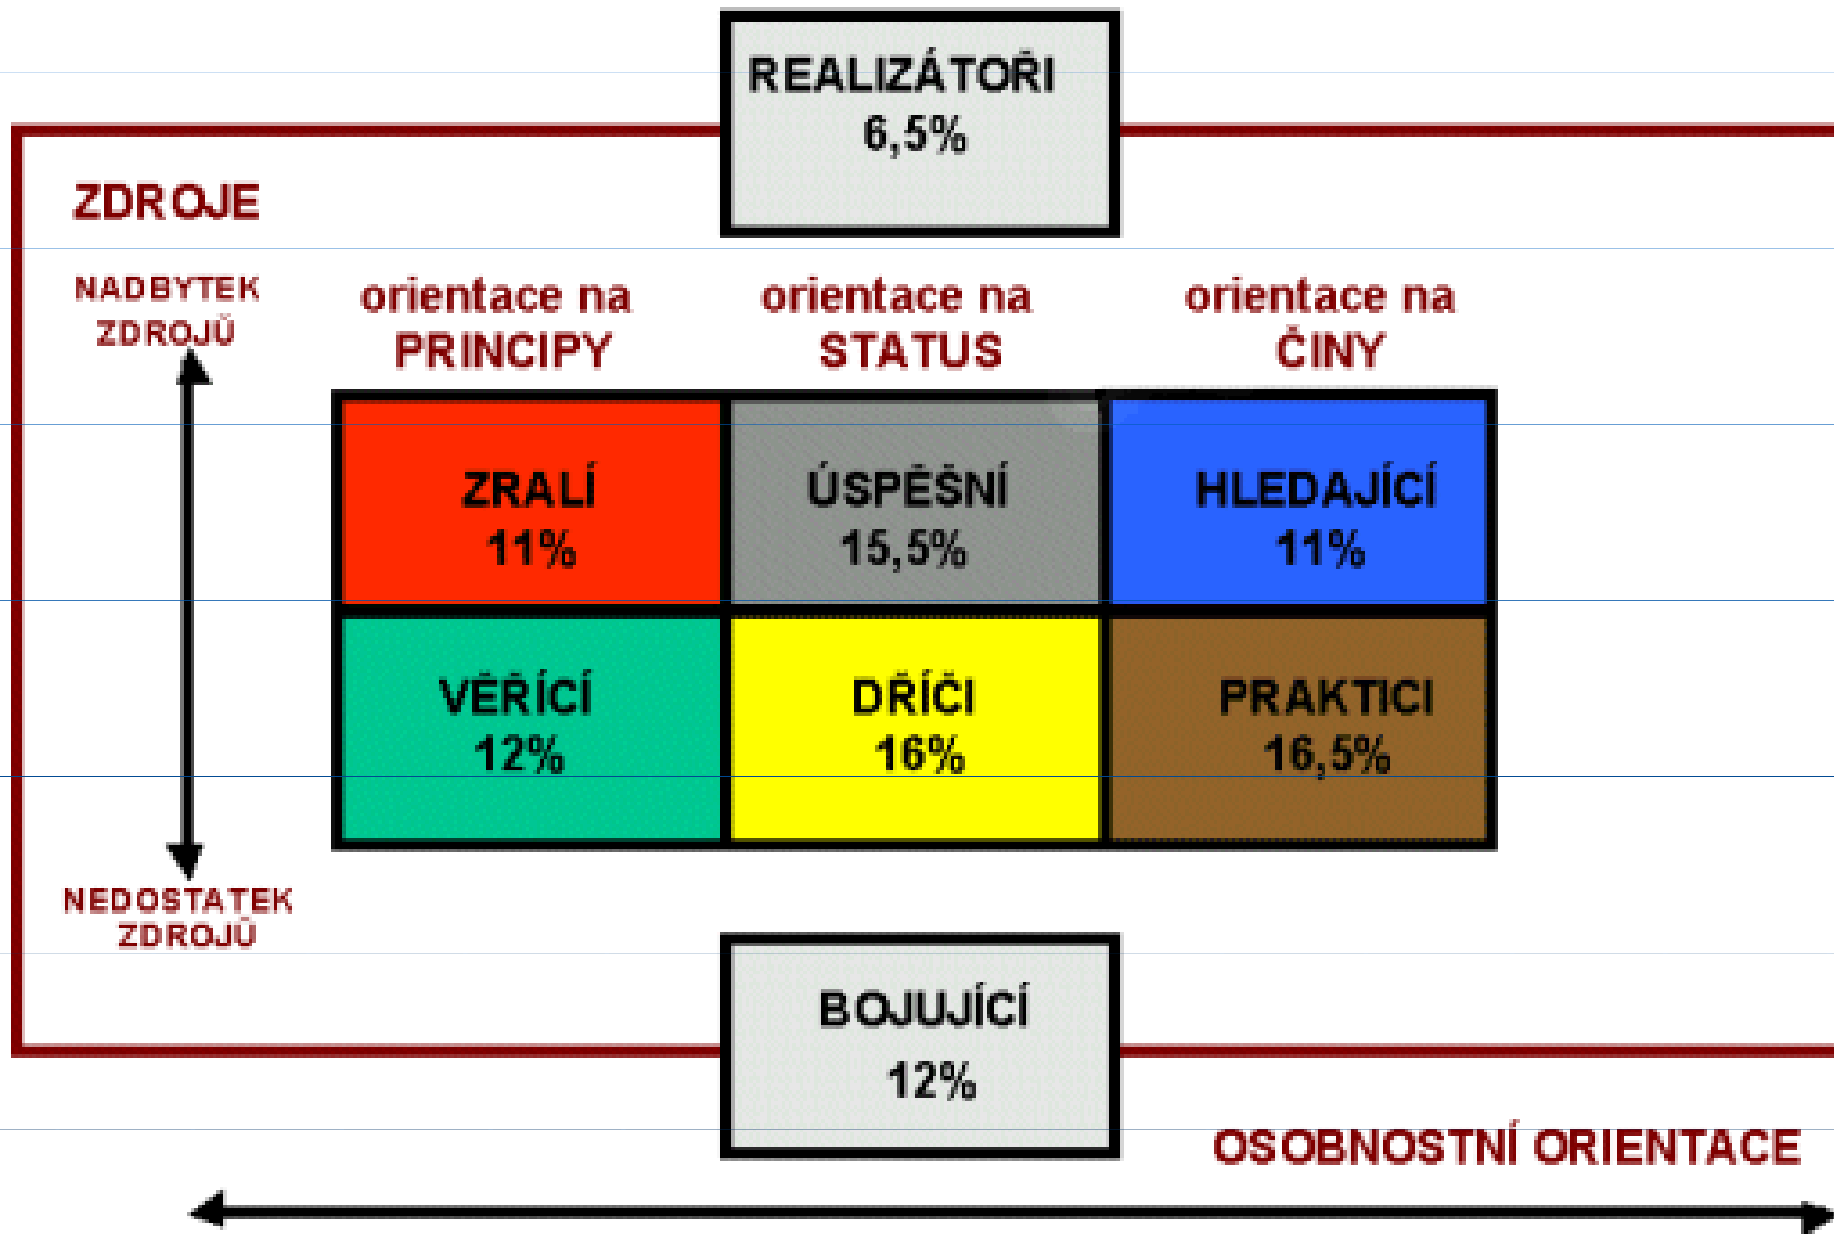 REALIZÁTOŘI
6,5%
ZDROJE
NADBYTEK
ZDROJŮ
orientace na
PRINCIPY
orientace na
STATUS
orientace na
ČINY
ZRALÍ
11%
ÚSPĚŠNÍ
15,5%
HLEDAJÍCÍ
11%
VĚŘÍCÍ
12%
DŘÍČI
16%
PRAKTICI
16,5%
NEDOSTATEK
ZDROJŮ
BOJUJÍCÍ
12%
OSOBNOSTNÍ ORIENTACE